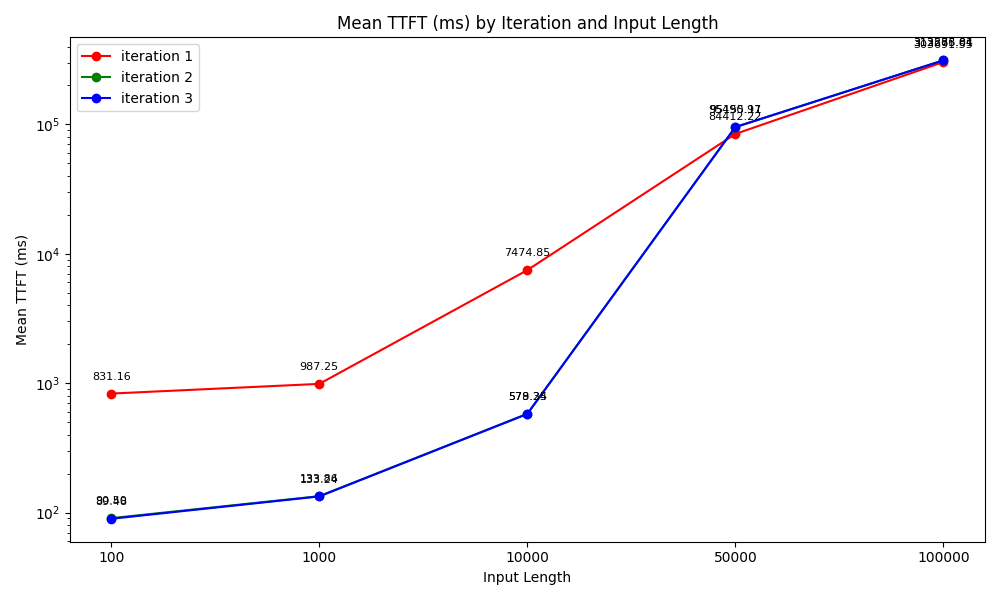 Mean TTFT (ms) by Iteration and Input Length
iteration 1
iteration 2
iteration 3
Mean TTFT (ms)
10^5
10^4
10^3
10^2
84412.22
7474.85
987.25
831.16
100
1000
10000
50000
100000
Input Length